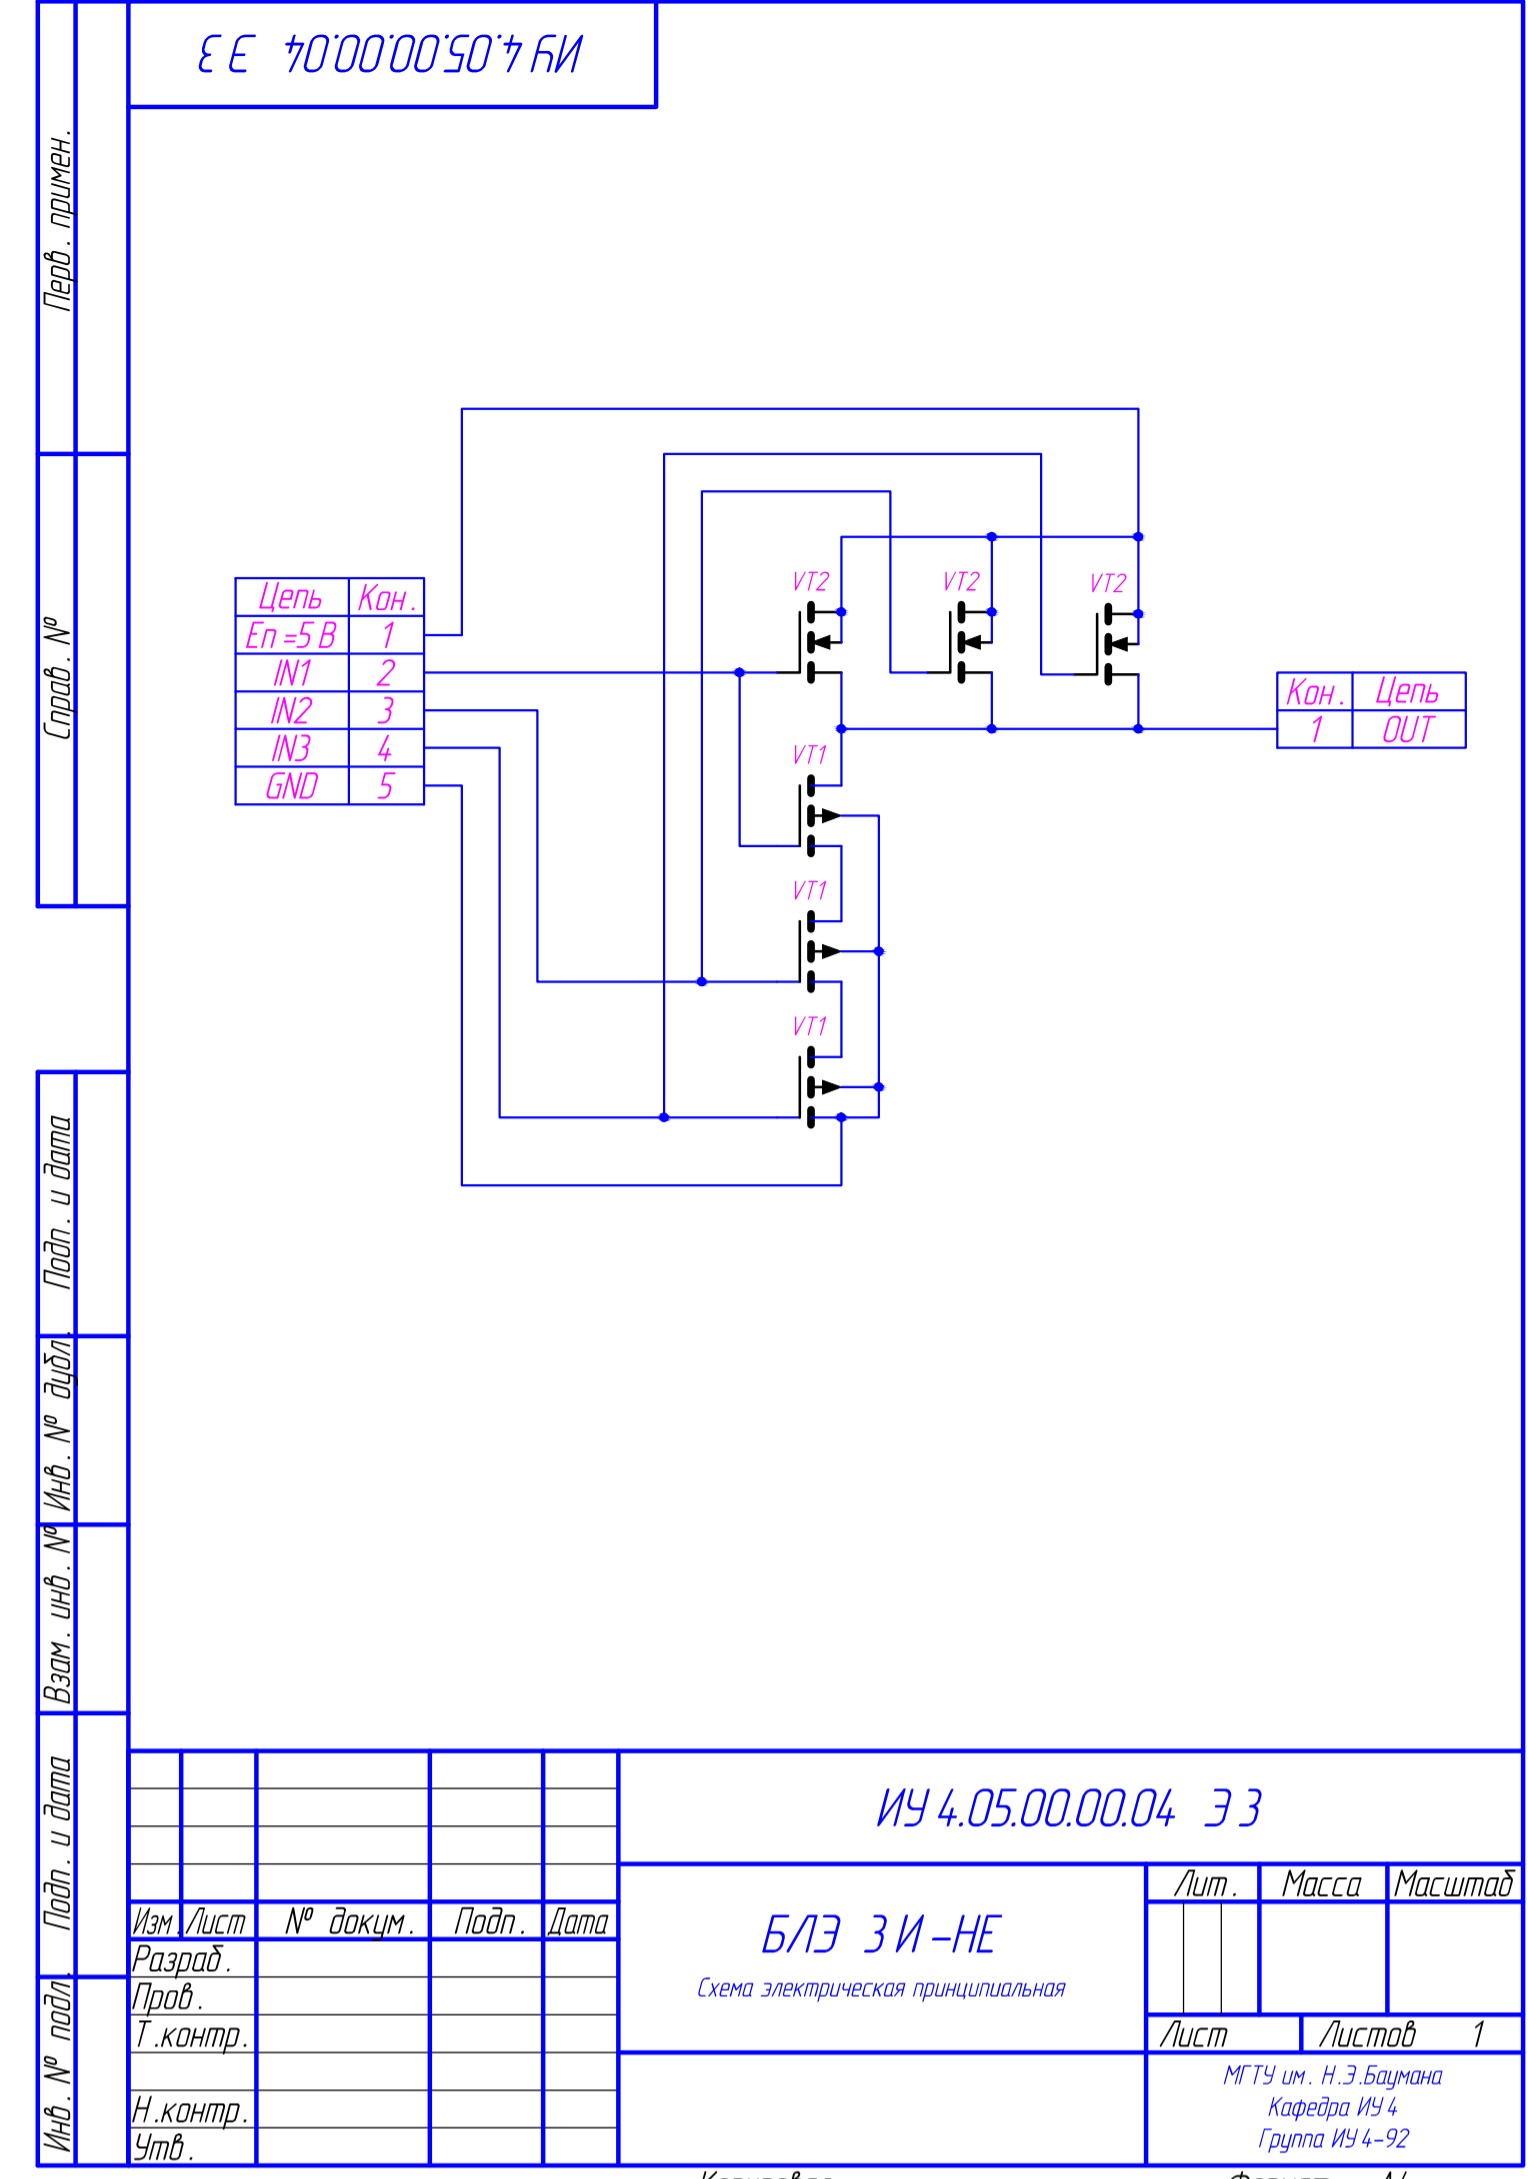 ИУ 4.05.00.00.04 Э 3
Перв. примен.
Справ. №
Подп. и дата
Инв. № дубл.
Взам. инв. №
Подп. и дата
Инв. № подл.
Цепь Кон.
Еп =5 В 1
IN1 2
IN2 3
IN3 4
GND 5
VT2 VT2 VT2
Кон. Цепь
1 OUT
VT1
VT1
VT1
ИУ 4.05.00.00.04 Э 3
Изм. Лист № докум. Подп. Дата
Разраб.
Пров.
Т.контр.
Н.контр.
Утв.
БЛЭ 3 И -НЕ
Схема электрическая принципиальная
Лит. Масса Масштаб
Лист Листов 1
МГТУ им. Н.Э.Баумана
Кафедра ИУ 4
Группа ИУ 4-92